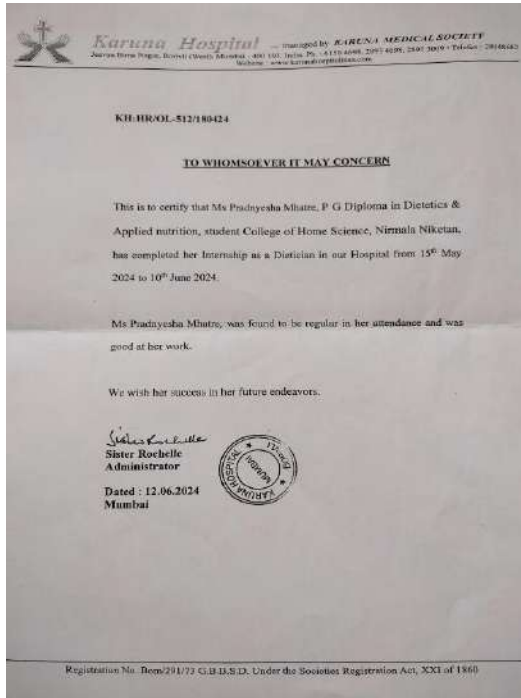 Karuna Hospital ... managed by KARUNA MEDICAL SOCIETY
KH:HR/OL-512/180424
TO WHOMSOEVER IT MAY CONCERN
This is to certify that Ms Pradnyesha Mhatre, P G Diploma in Dietetics &
Applied nutrition, student College of Home Science, Nirmala Niketan,
has completed her Internship as a Dietician in our Hospital from 15th May
2024 to 10th June 2024.
Ms Pradnyesha Mhatre, was found to be regular in her attendance and was
good at her work.
We wish her success in her future endeavors.
Sister Rochelle
Sister Rochelle
Administrator
KARUNA HOSPITAL
MUMBAI
Dated : 12.06.2024
Mumbai
Registration No. Bom/291/73 G.B.B.S.D. Under the Societies Registration Act, XXI of 1860